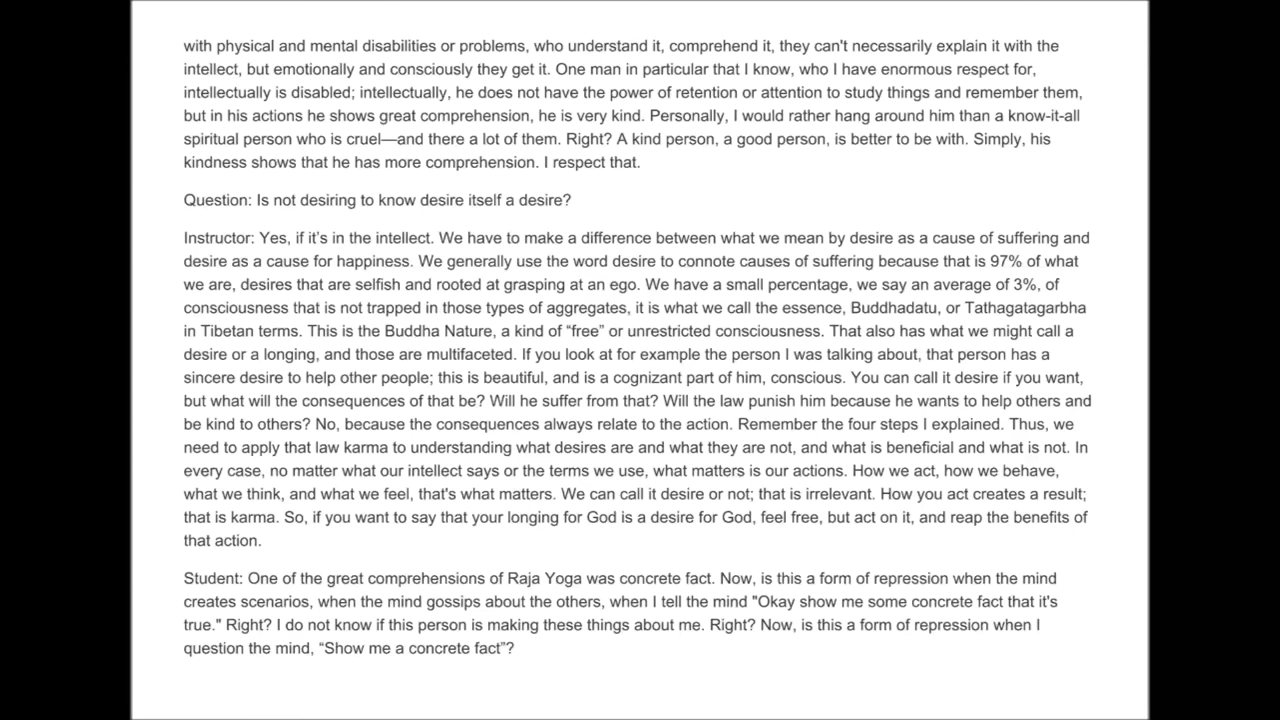 with physical and mental disabilities or problems, who understand it, comprehend it, they can't necessarily explain it with the
intellect, but emotionally and consciously they get it. One man in particular that I know, who I have enormous respect for,
intellectually is disabled; intellectually, he does not have the power of retention or attention to study things and remember them,
but in his actions he shows great comprehension, he is very kind. Personally, I would rather hang around him than a know-it-all
spiritual person who is cruel—and there a lot of them. Right? A kind person, a good person, is better to be with. Simply, his
kindness shows that he has more comprehension. I respect that.
Question: Is not desiring to know desire itself a desire?
Instructor: Yes, if it’s in the intellect. We have to make a difference between what we mean by desire as a cause of suffering and
desire as a cause for happiness. We generally use the word desire to connote causes of suffering because that is 97% of what
we are, desires that are selfish and rooted at grasping at an ego. We have a small percentage, we say an average of 3%, of
consciousness that is not trapped in those types of aggregates, it is what we call the essence, Buddhadatu, or Tathagatagarbha
in Tibetan terms. This is the Buddha Nature, a kind of “free” or unrestricted consciousness. That also has what we might call a
desire or a longing, and those are multifaceted. If you look at for example the person I was talking about, that person has a
sincere desire to help other people; this is beautiful, and is a cognizant part of him, conscious. You can call it desire if you want,
but what will the consequences of that be? Will he suffer from that? Will the law punish him because he wants to help others and
be kind to others? No, because the consequences always relate to the action. Remember the four steps I explained. Thus, we
need to apply that law karma to understanding what desires are and what they are not, and what is beneficial and what is not. In
every case, no matter what our intellect says or the terms we use, what matters is our actions. How we act, how we behave,
what we think, and what we feel, that's what matters. We can call it desire or not; that is irrelevant. How you act creates a result;
that is karma. So, if you want to say that your longing for God is a desire for God, feel free, but act on it, and reap the benefits of
that action.
Student: One of the great comprehensions of Raja Yoga was concrete fact. Now, is this a form of repression when the mind
creates scenarios, when the mind gossips about the others, when I tell the mind "Okay show me some concrete fact that it's
true." Right? I do not know if this person is making these things about me. Right? Now, is this a form of repression when I
question the mind, “Show me a concrete fact”?